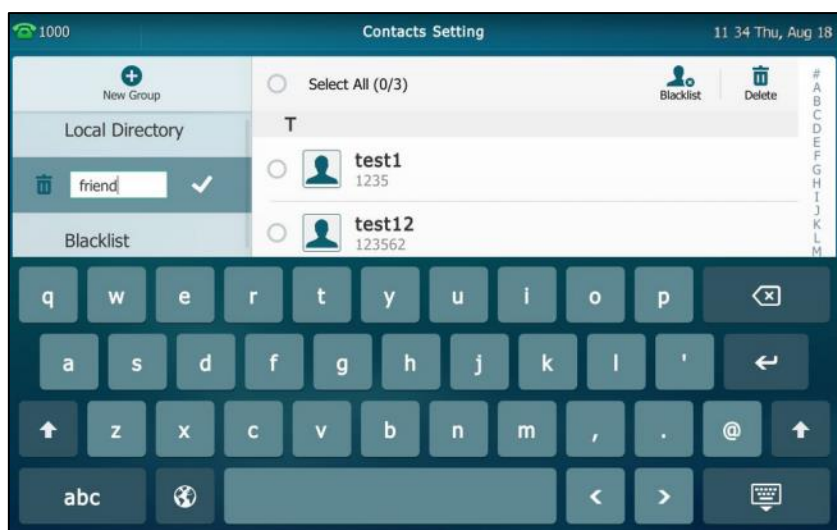 1000 Contacts Setting 11 34 Thu, Aug 18
New Group
Select All (0/3) Blacklist Delete
Local Directory
T
friend
test1
1235
Blacklist
test12
123562
#
A
B
C
D
E
F
G
H
I
J
K
L
M
q w e r t y u i o p
a s d f g h j k l '
z x c v b n m , . @
abc < >